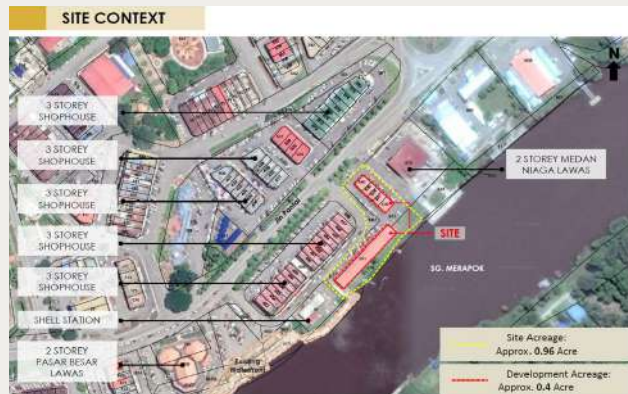 SITE CONTEXT
N
3 STOREY
SHOPHOUSE
3 STOREY
SHOPHOUSE
3 STOREY
SHOPHOUSE
3 STOREY
SHOPHOUSE
3 STOREY
SHOPHOUSE
SHELL STATION
2 STOREY
PASAR BESAR
LAWAS
2 STOREY MEDAN
NIAGA LAWAS
SITE
SG. MERAPOK
Existing
Waterfront
Site Acreage:
Approx. 0.96 Acre
Development Acreage:
Approx. 0.4 Acre